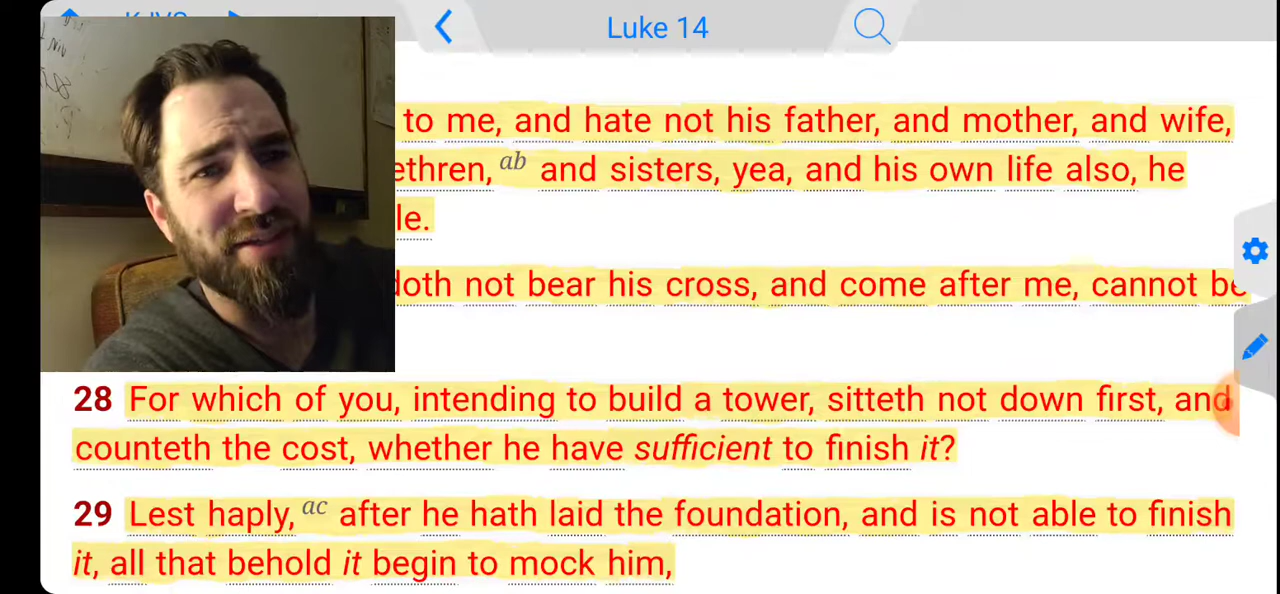 Luke 14
to me, and hate not his father, and mother, and wife,
ethren, ab and sisters, yea, and his own life also, he
le.
doth not bear his cross, and come after me, cannot be
28 For which of you, intending to build a tower, sitteth not down first, and
counteth the cost, whether he have sufficient to finish it?
29 Lest haply, ac after he hath laid the foundation, and is not able to finish
it, all that behold it begin to mock him,